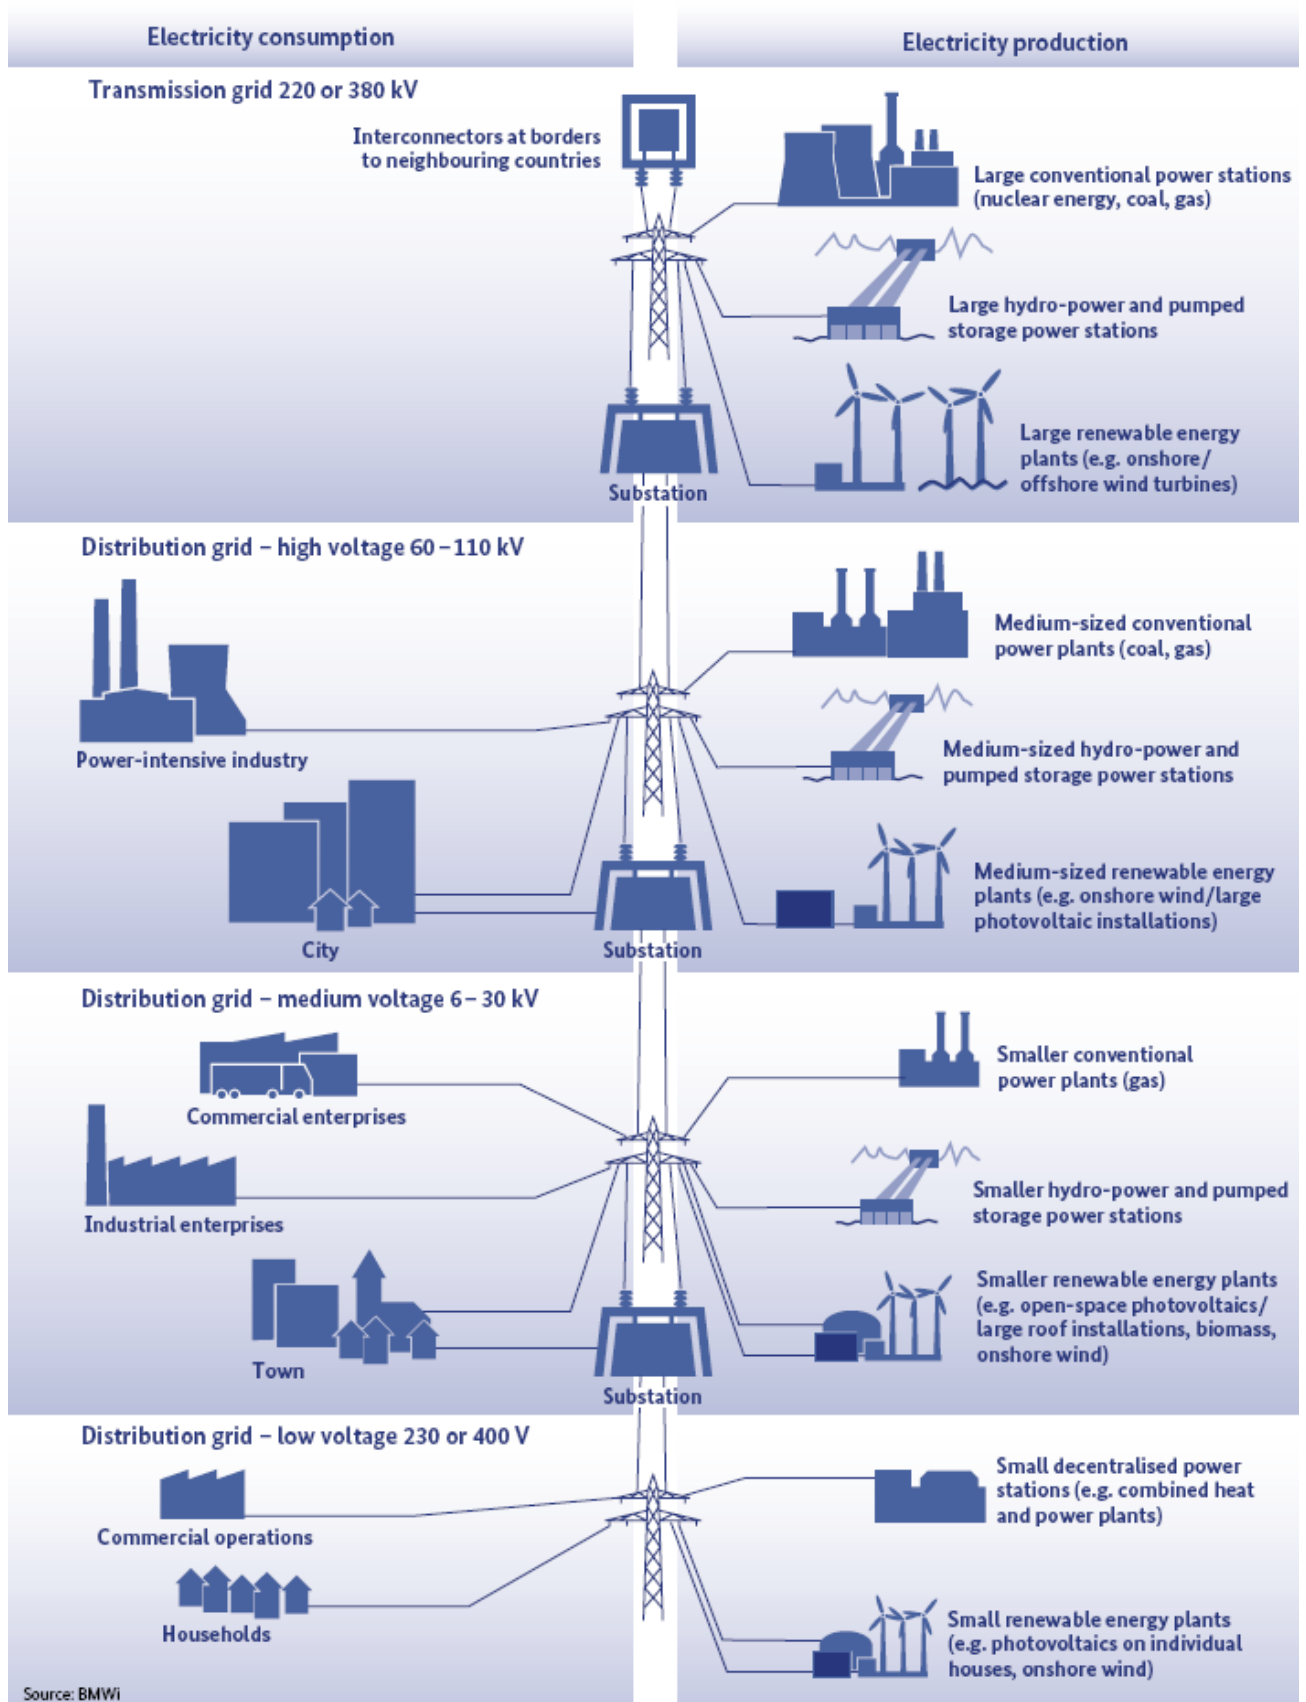 Electricity consumption
Electricity production
Transmission grid 220 or 380 kV
Interconnectors at borders
to neighbouring countries
Large conventional power stations
(nuclear energy, coal, gas)
Large hydro-power and pumped
storage power stations
Large renewable energy
plants (e.g. onshore/
offshore wind turbines)
Substation
Distribution grid – high voltage 60–110 kV
Medium-sized conventional
power plants (coal, gas)
Power-intensive industry
Medium-sized hydro-power and
pumped storage power stations
Medium-sized renewable energy
plants (e.g. onshore wind/large
photovoltaic installations)
City
Substation
Distribution grid – medium voltage 6–30 kV
Smaller conventional
power plants (gas)
Commercial enterprises
Smaller hydro-power and pumped
storage power stations
Industrial enterprises
Smaller renewable energy plants
(e.g. open-space photovoltaics/
large roof installations, biomass,
onshore wind)
Town
Substation
Distribution grid – low voltage 230 or 400 V
Small decentralised power
stations (e.g. combined heat
and power plants)
Commercial operations
Households
Small renewable energy plants
(e.g. photovoltaics on individual
houses, onshore wind)
Source: BMWi